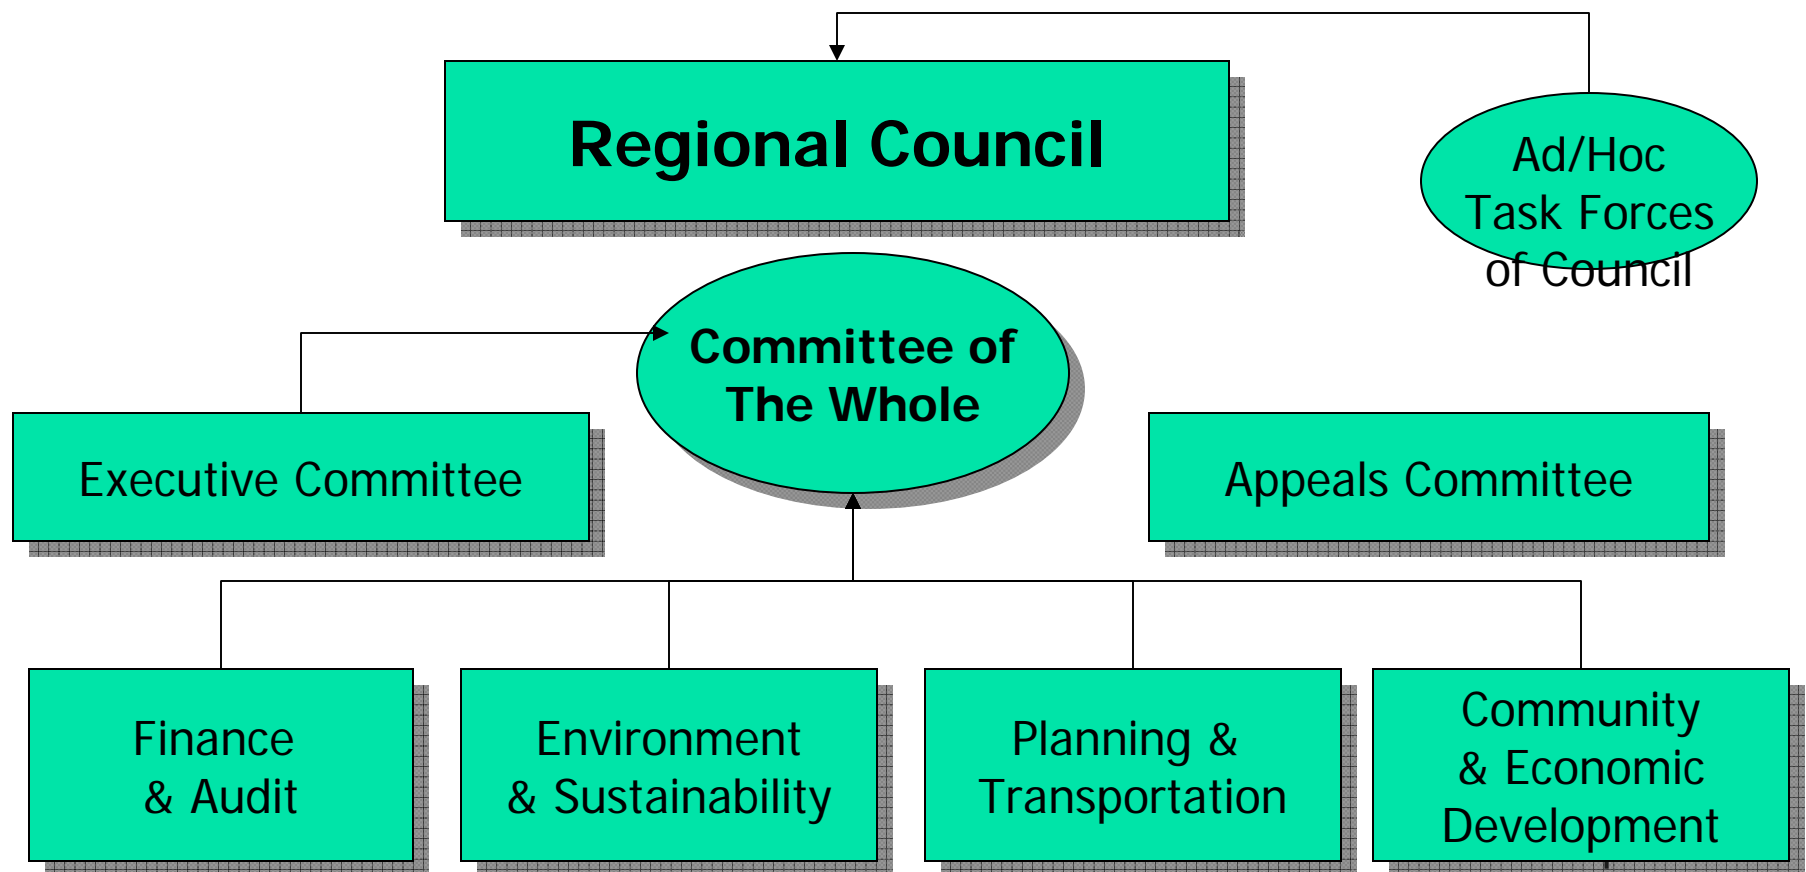 Regional Council
Ad/Hoc
Task Forces
of Council
Committee of
The Whole
Executive Committee
Appeals Committee
Finance
& Audit
Environment
& Sustainability
Planning &
Transportation
Community
& Economic
Development